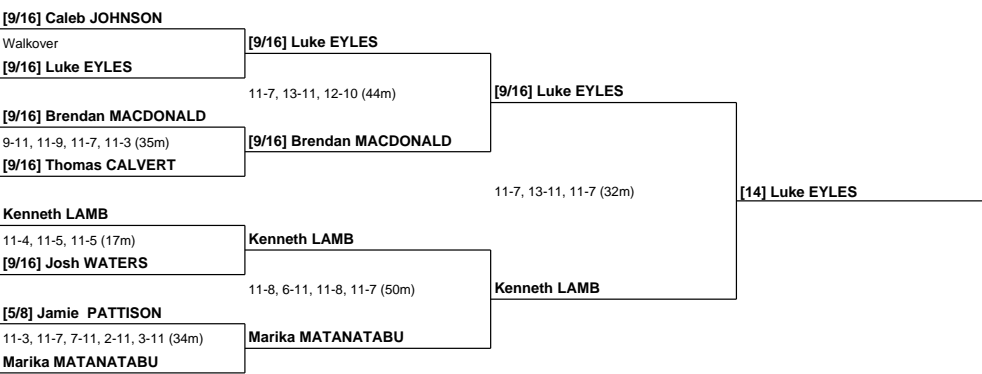 [9/16] Caleb JOHNSON
Walkover
[9/16] Luke EYLES
[9/16] Luke EYLES
11-7, 13-11, 12-10 (44m)
[9/16] Luke EYLES
[9/16] Brendan MACDONALD
9-11, 11-9, 11-7, 11-3 (35m)
[9/16] Brendan MACDONALD
[9/16] Thomas CALVERT
11-7, 13-11, 11-7 (32m)
[14] Luke EYLES
Kenneth LAMB
11-4, 11-5, 11-5 (17m)
Kenneth LAMB
[9/16] Josh WATERS
11-8, 6-11, 11-8, 11-7 (50m)
Kenneth LAMB
[5/8] Jamie  PATTISON
11-3, 11-7, 7-11, 2-11, 3-11 (34m)
Marika MATANATABU
Marika MATANATABU